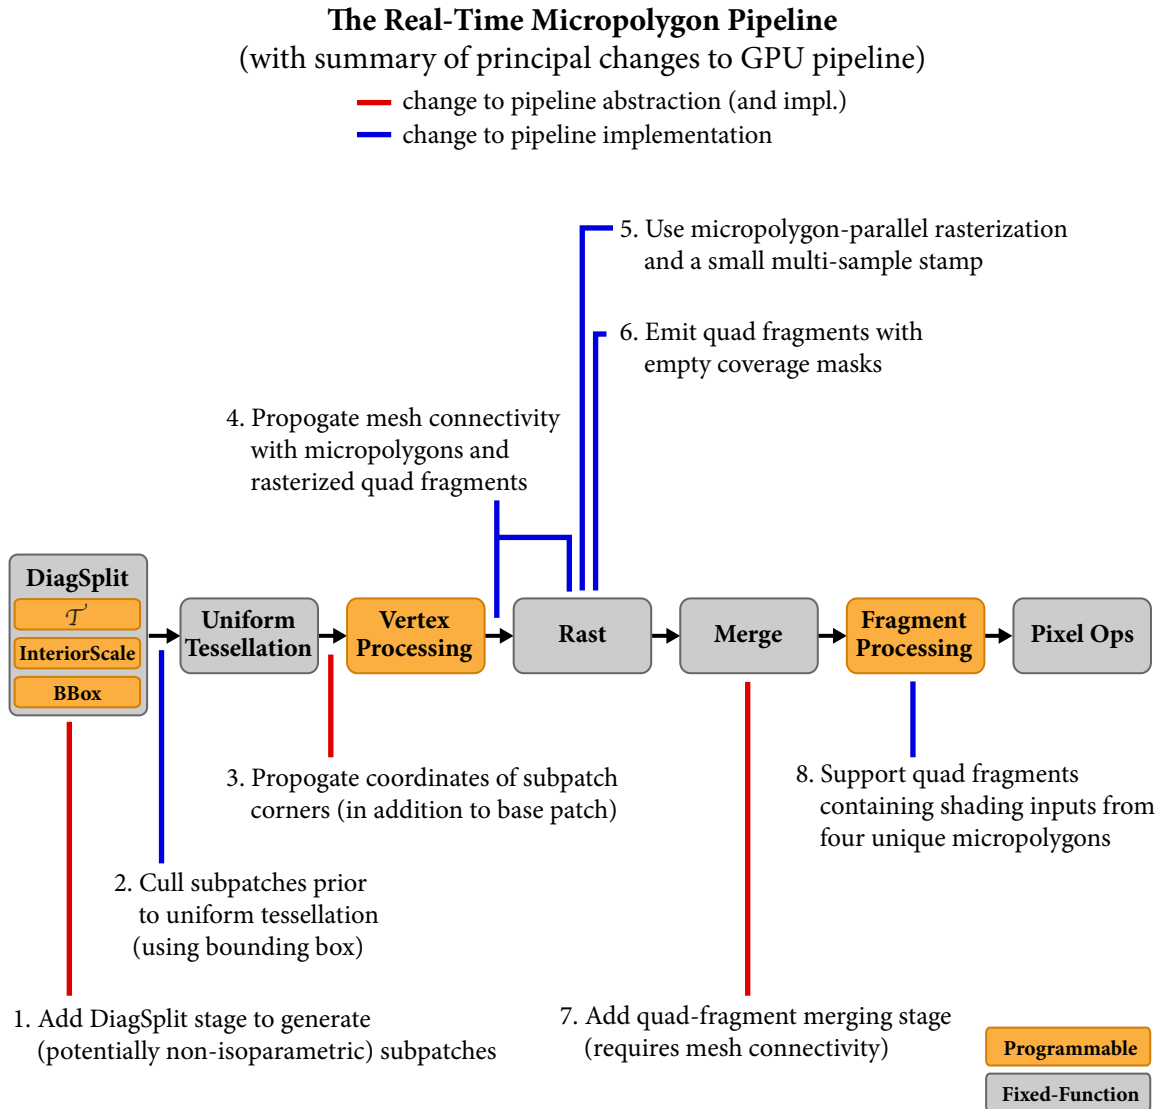 The Real-Time Micropolygon Pipeline
(with summary of principal changes to GPU pipeline)
change to pipeline abstraction (and impl.)
change to pipeline implementation
5. Use micropolygon-parallel rasterization
and a small multi-sample stamp
6. Emit quad fragments with
empty coverage masks
4. Propogate mesh connectivity
with micropolygons and
rasterized quad fragments
DiagSplit
𝒯
InteriorScale
BBox
Uniform
Tessellation
Vertex
Processing
Rast
Merge
Fragment
Processing
Pixel Ops
3. Propogate coordinates of subpatch
corners (in addition to base patch)
8. Support quad fragments
containing shading inputs from
four unique micropolygons
2. Cull subpatches prior
to uniform tessellation
(using bounding box)
1. Add DiagSplit stage to generate
(potentially non-isoparametric) subpatches
7. Add quad-fragment merging stage
(requires mesh connectivity)
Programmable
Fixed-Function